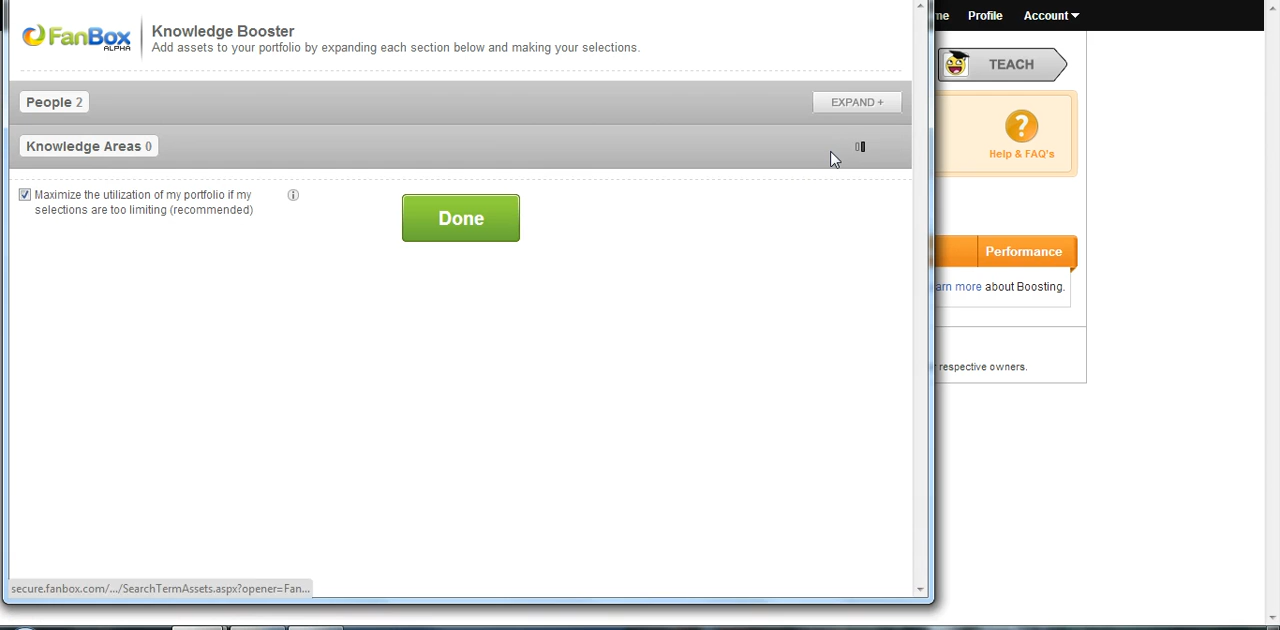 FanBox
ALPHA
Knowledge Booster
Add assets to your portfolio by expanding each section below and making your selections.
People 2
EXPAND +
Knowledge Areas 0
Maximize the utilization of my portfolio if my
selections are too limiting (recommended)
Done
secure.fanbox.com/.../SearchTermAssets.aspx?opener=Fan...
me Profile Account
TEACH
?
Help & FAQ's
Performance
arn more about Boosting.
respective owners.